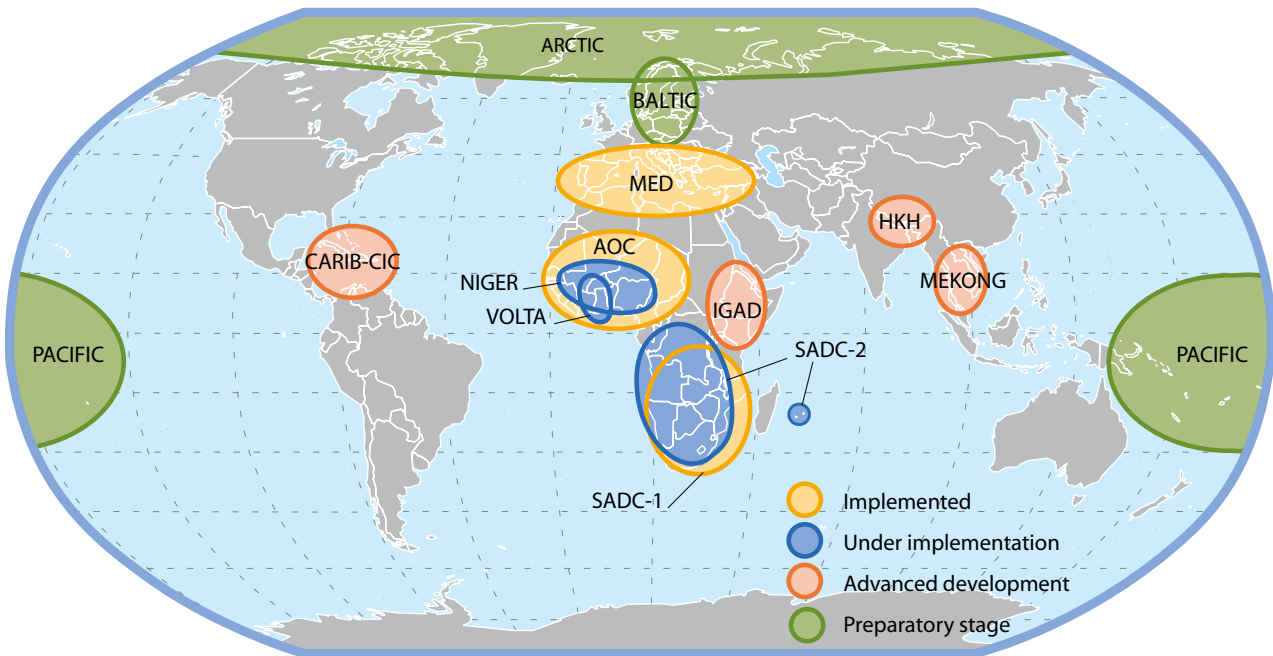 ARCTIC
BALTIC
MED
HKH
CARIB-CIC
AOC
NIGER
MEKONG
VOLTA
IGAD
PACIFIC
SADC-2
PACIFIC
SADC-1
Implemented
Under implementation
Advanced development
Preparatory stage